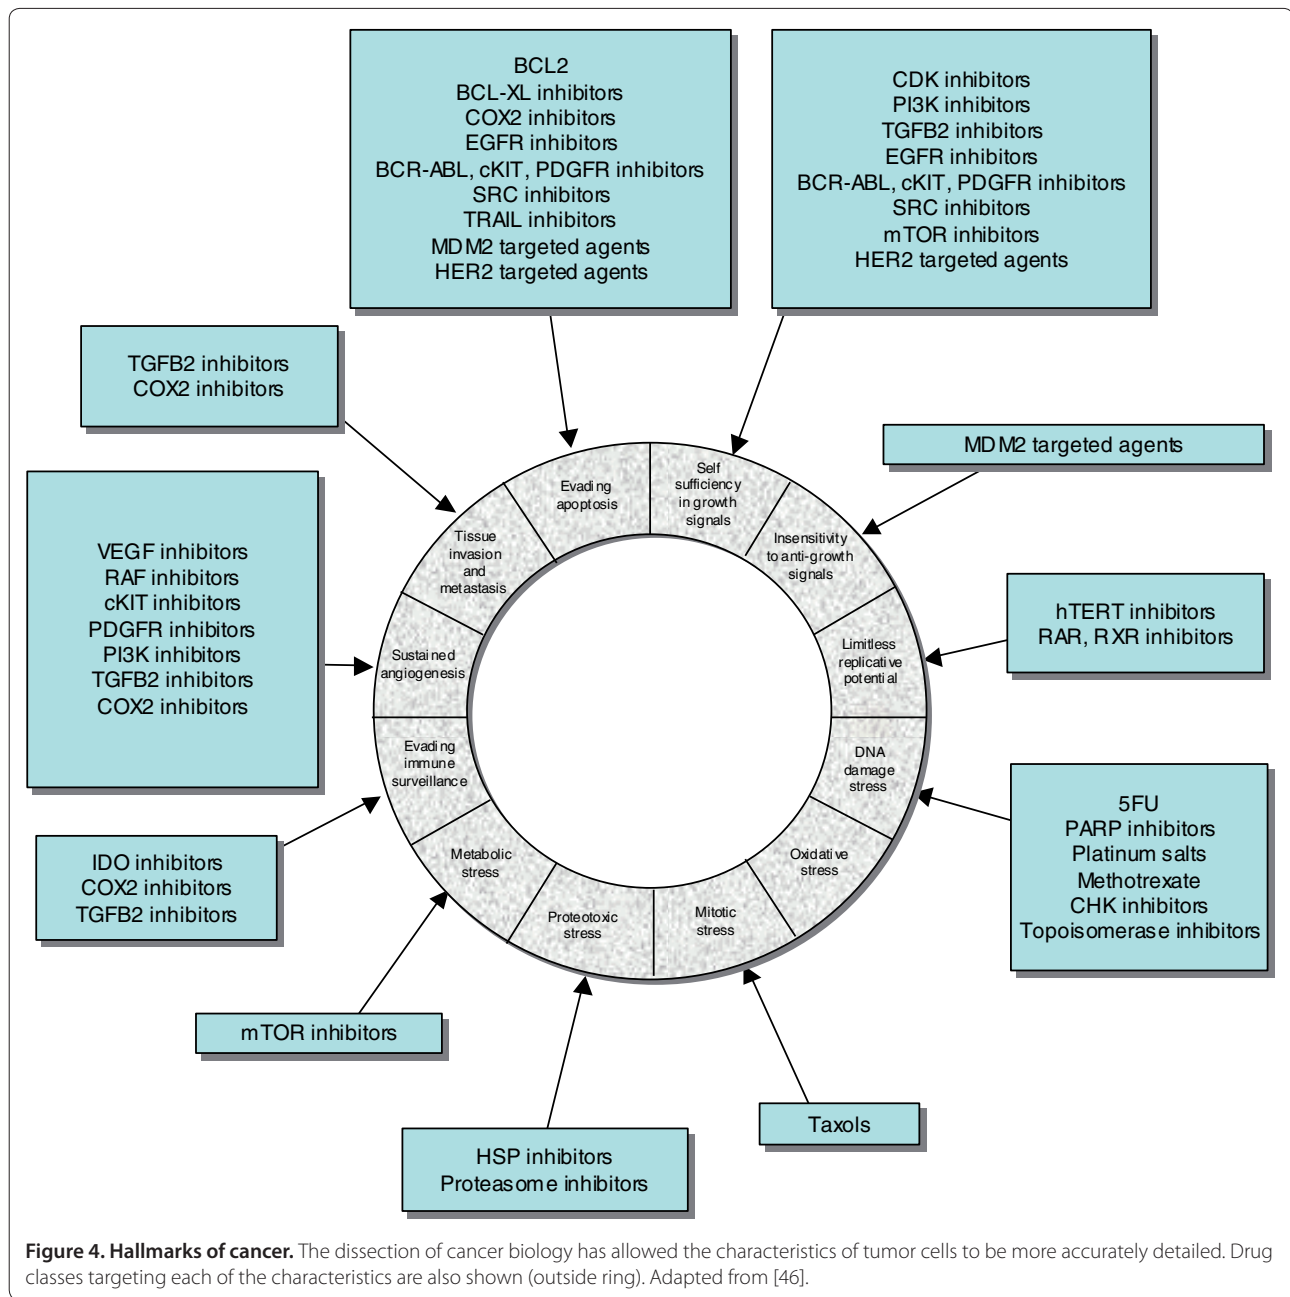 BCL2
BCL-XL inhibitors
COX2 inhibitors
EGFR inhibitors
BCR-ABL, cKIT, PDGFR inhibitors
SRC inhibitors
TRAIL inhibitors
MDM2 targeted agents
HER2 targeted agents
CDK inhibitors
PI3K inhibitors
TGFB2 inhibitors
EGFR inhibitors
BCR-ABL, cKIT, PDGFR inhibitors
SRC inhibitors
mTOR inhibitors
HER2 targeted agents
TGFB2 inhibitors
COX2 inhibitors
MDM2 targeted agents
VEGF inhibitors
RAF inhibitors
cKIT inhibitors
PDGFR inhibitors
PI3K inhibitors
TGFB2 inhibitors
COX2 inhibitors
hTERT inhibitors
RAR, RXR inhibitors
Evading
apoptosis
Self
sufficiency
in growth
signals
Insensitivity
to anti-growth
signals
Limitless
replicative
potential
DNA
damage
stress
Oxidative
stress
Mitotic
stress
Proteotoxic
stress
Metabolic
stress
Evading
immune
surveillance
Sustained
angiogenesis
Tissue
invasion
and
metastasis
IDO inhibitors
COX2 inhibitors
TGFB2 inhibitors
5FU
PARP inhibitors
Platinum salts
Methotrexate
CHK inhibitors
Topoisomerase inhibitors
mTOR inhibitors
HSP inhibitors
Proteasome inhibitors
Taxols
Figure 4. Hallmarks of cancer. The dissection of cancer biology has allowed the characteristics of tumor cells to be more accurately detailed. Drug
classes targeting each of the characteristics are also shown (outside ring). Adapted from [46].